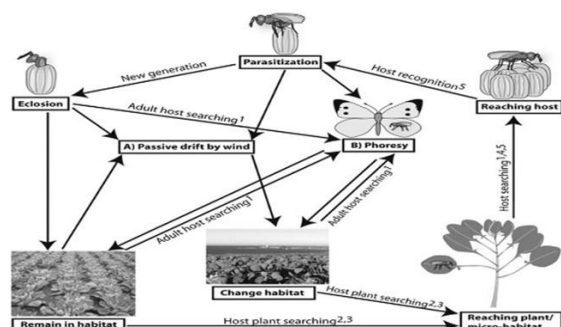 Parasitization
New generation
Host recognition5
Eclosion
Adult host searching1
Reaching host
A) Passive drift by wind
B) Phoresy
Adult host searching1
Adult host searching1
Host searching1,4,5
Change habitat
Host plant searching2,3
Remain in habitat
Host plant searching2,3
Reaching plant/
micro-habitat